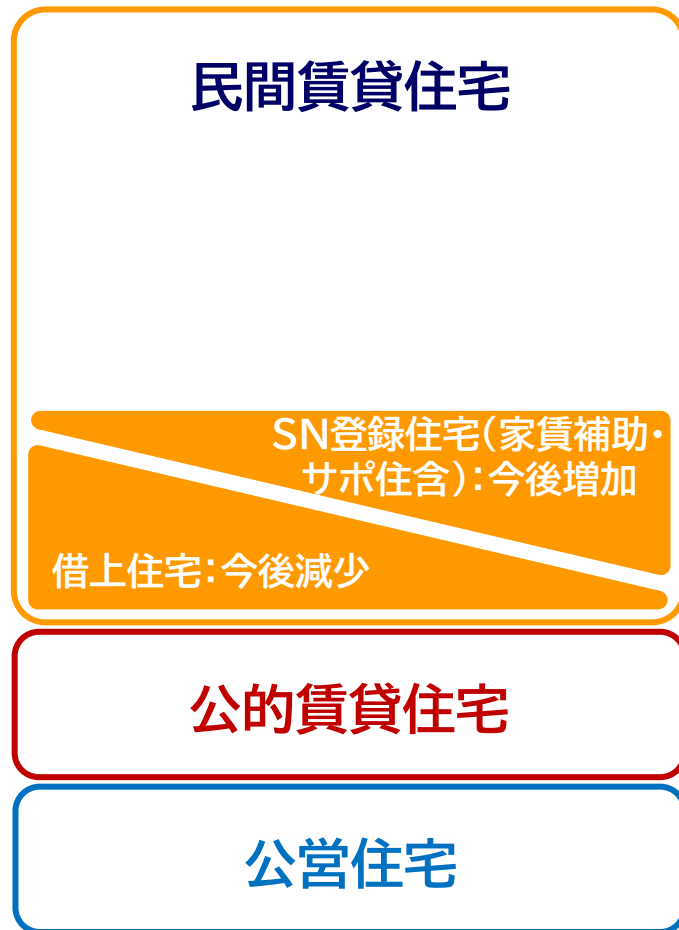 民間賃貸住宅
SN登録住宅(家賃補助・
サポ住含):今後増加
借上住宅:今後減少
公的賃貸住宅
公営住宅